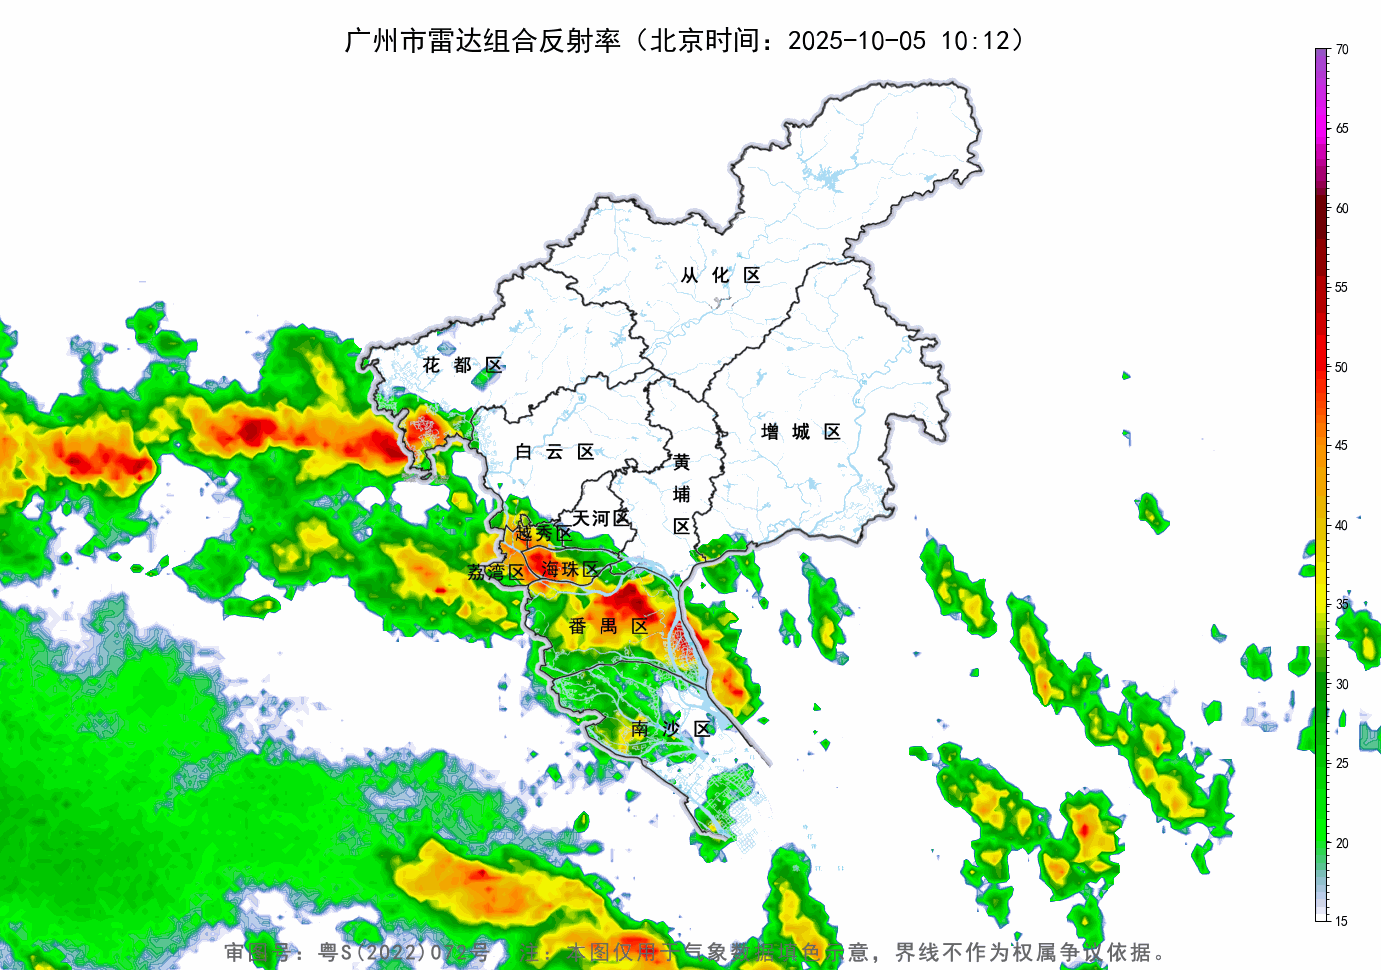 广州市雷达组合反射率（北京时间：2025-10-05 10:12）
70
65
60
55
50
45
40
35
30
25
20
15
从化区
花都区
增城区
白云区
黄埔区
天河区
越秀区
荔湾区
海珠区
番禺区
南沙区
审图号：粤S(2022)072号 注：本图仅用于气象数据填色示意，界线不作为权属争议依据。